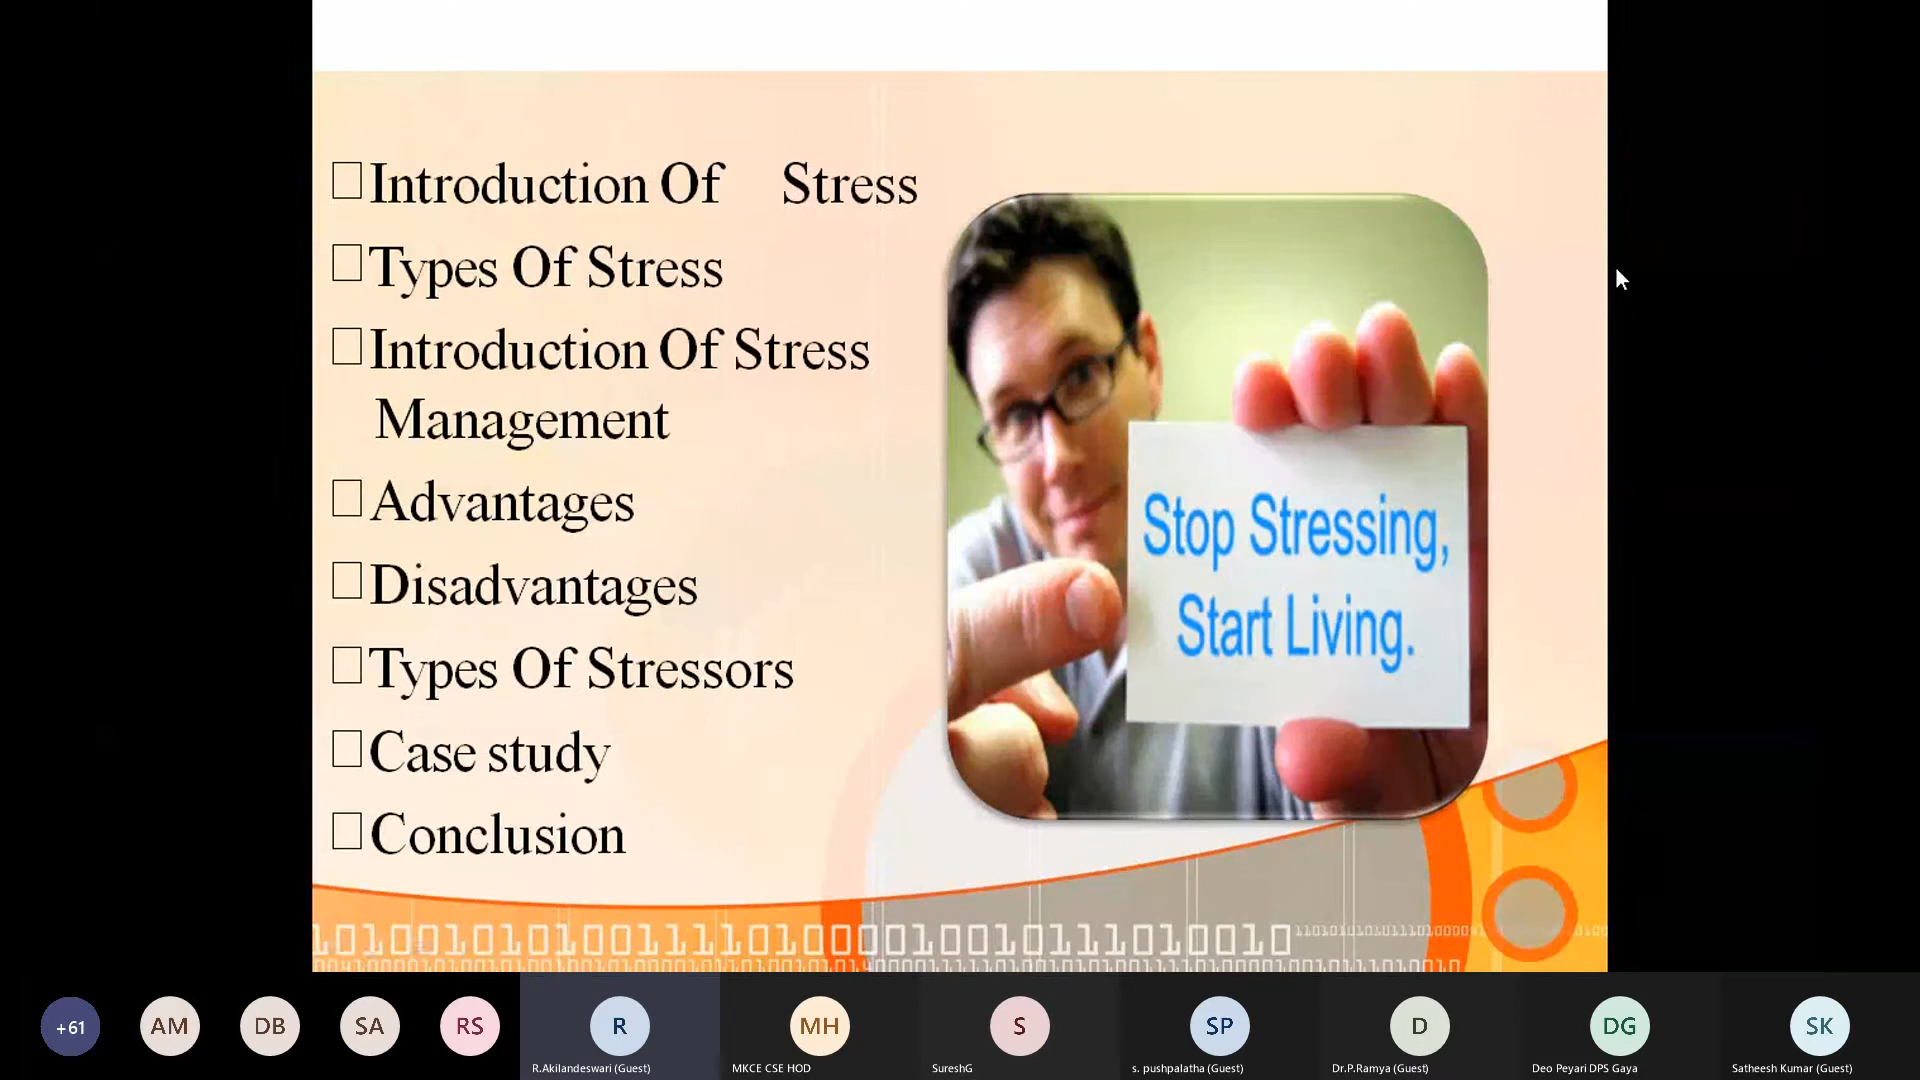 Introduction Of Stress
Types Of Stress
Introduction Of Stress
Management
Advantages
Disadvantages
Types Of Stressors
Case study
Conclusion
Stop Stressing,
Start Living.
+61
AM
DB
SA
RS
R
MH
S
SP
D
DG
SK
R.Akilandeswari (Guest)
MKCE CSE HOD
SureshG
s. pushpalatha (Guest)
Dr.P.Ramya (Guest)
Deo Peyari DPS Gaya
Satheesh Kumar (Guest)